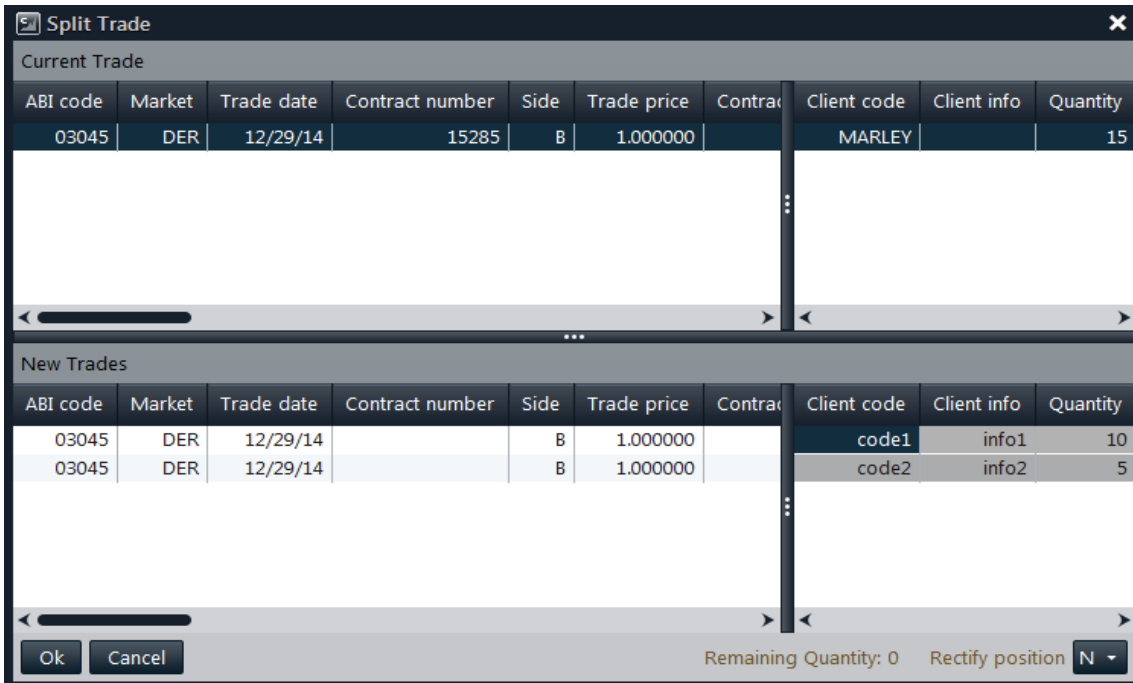 Split Trade
Current Trade
ABI code Market Trade date Contract number Side Trade price Contrac Client code Client info Quantity
03045 DER 12/29/14 15285 B 1.000000 MARLEY 15
New Trades
ABI code Market Trade date Contract number Side Trade price Contrac Client code Client info Quantity
03045 DER 12/29/14 B 1.000000 code1 info1 10
03045 DER 12/29/14 B 1.000000 code2 info2 5
Ok Cancel Remaining Quantity: 0 Rectify position N